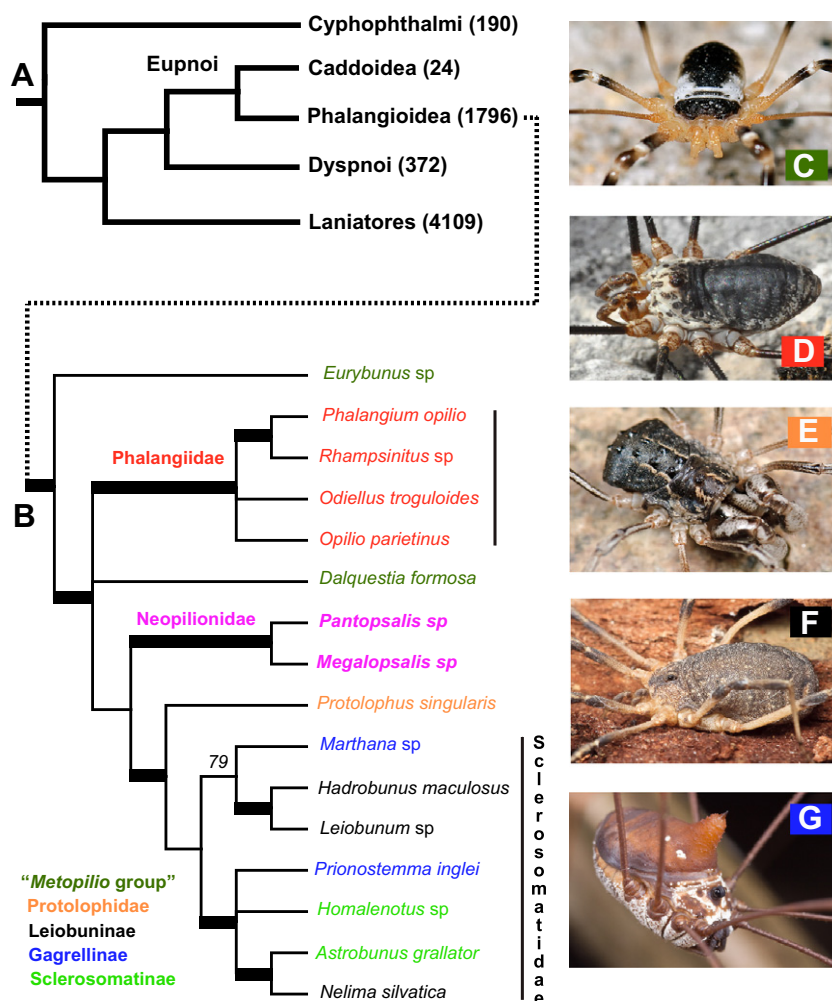 A
Cyphophthalmi (190)
Eupnoi
Caddoidea (24)
Phalangioidea (1796)
Dyspnoi (372)
Laniatores (4109)
B
Eurybunus sp
Phalangiidae
Phalangium opilio
Rhampsinitus sp
Odiellus troguloides
Opilio parietinus
Dalquestia formosa
Neopilionidae
Pantopsalis sp
Megalopsalis sp
Protolophus singularis
79
Marthana sp
Hadrobunus maculosus
Leiobunum sp
Prionostemma inglei
Homalenotus sp
Astrobunus grallator
Nelima silvatica
Sclerosomatidae
“Metopilio group”
Protolophidae
Leiobuninae
Gagrellinae
Sclerosomatinae
C
D
E
F
G